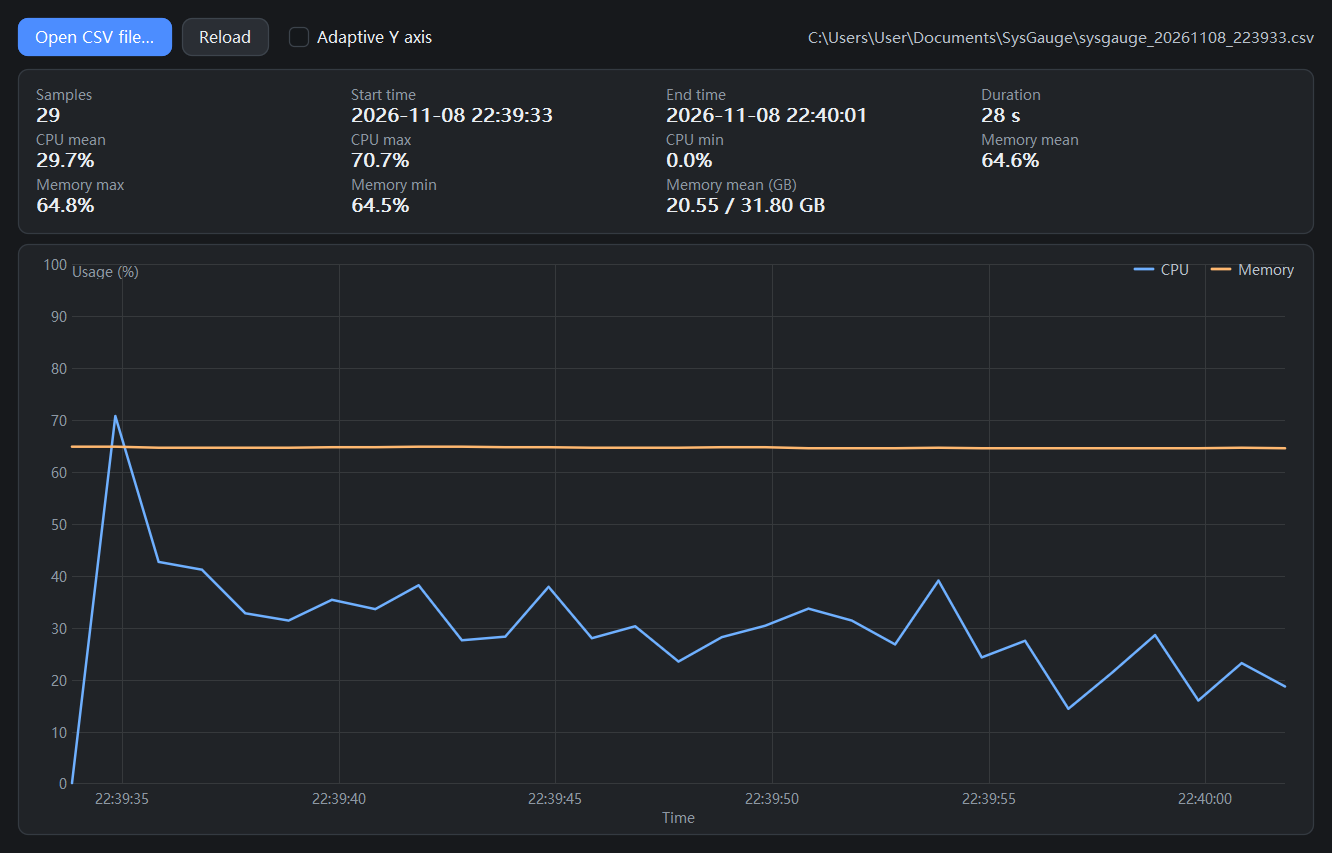 Open CSV file... Reload Adaptive Y axis C:\Users\User\Documents\SysGauge\sysgauge_20261108_223933.csv
Samples Start time End time Duration
29 2026-11-08 22:39:33 2026-11-08 22:40:01 28 s
CPU mean CPU max CPU min Memory mean
29.7% 70.7% 0.0% 64.6%
Memory max Memory min Memory mean (GB)
64.8% 64.5% 20.55 / 31.80 GB
100 Usage (%) CPU Memory
90
80
70
60
50
40
30
20
10
0
22:39:35 22:39:40 22:39:45 22:39:50 22:39:55 22:40:00
Time